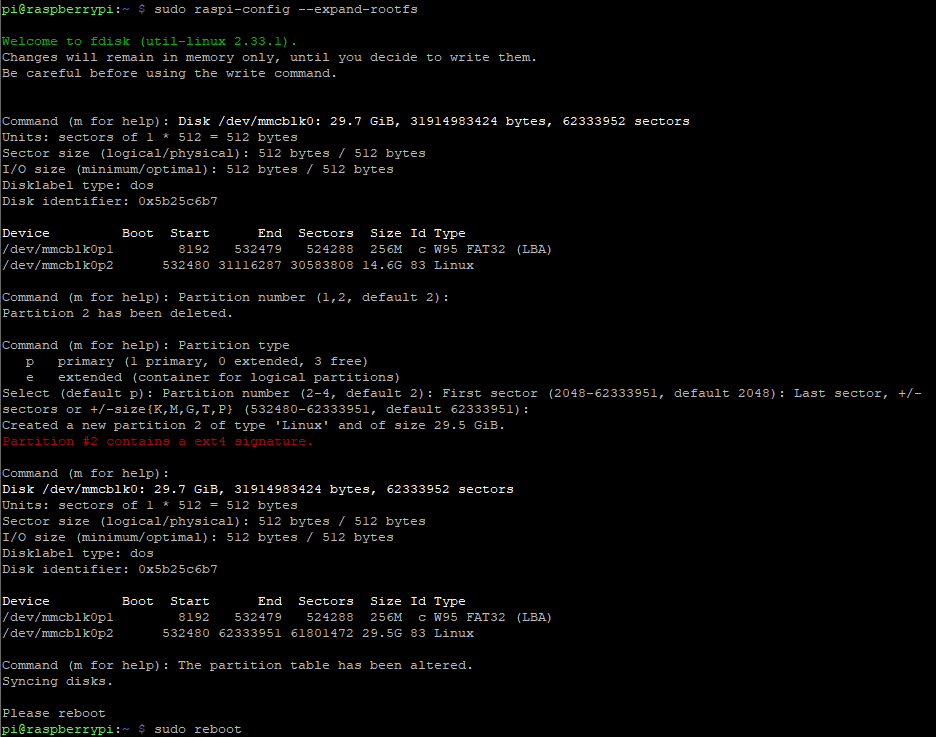 pi@raspberrypi:~ $ sudo raspi-config --expand-rootfs

Welcome to fdisk (util-linux 2.33.1).
Changes will remain in memory only, until you decide to write them.
Be careful before using the write command.


Command (m for help): Disk /dev/mmcblk0: 29.7 GiB, 31914983424 bytes, 62333952 sectors
Units: sectors of 1 * 512 = 512 bytes
Sector size (logical/physical): 512 bytes / 512 bytes
I/O size (minimum/optimal): 512 bytes / 512 bytes
Disklabel type: dos
Disk identifier: 0x5b25c6b7

Device         Boot  Start      End  Sectors  Size Id Type
/dev/mmcblk0p1        8192   532479   524288  256M  c W95 FAT32 (LBA)
/dev/mmcblk0p2      532480 31116287 30583808 14.6G 83 Linux

Command (m for help): Partition number (1,2, default 2):
Partition 2 has been deleted.

Command (m for help): Partition type
   p   primary (1 primary, 0 extended, 3 free)
   e   extended (container for logical partitions)
Select (default p): Partition number (2-4, default 2): First sector (2048-62333951, default 2048): Last sector, +/-
sectors or +/-size{K,M,G,T,P} (532480-62333951, default 62333951):
Created a new partition 2 of type 'Linux' and of size 29.5 GiB.
Partition #2 contains a ext4 signature.

Command (m for help):
Disk /dev/mmcblk0: 29.7 GiB, 31914983424 bytes, 62333952 sectors
Units: sectors of 1 * 512 = 512 bytes
Sector size (logical/physical): 512 bytes / 512 bytes
I/O size (minimum/optimal): 512 bytes / 512 bytes
Disklabel type: dos
Disk identifier: 0x5b25c6b7

Device         Boot  Start      End  Sectors  Size Id Type
/dev/mmcblk0p1        8192   532479   524288  256M  c W95 FAT32 (LBA)
/dev/mmcblk0p2      532480 62333951 61801472 29.5G 83 Linux

Command (m for help): The partition table has been altered.
Syncing disks.

Please reboot
pi@raspberrypi:~ $ sudo reboot